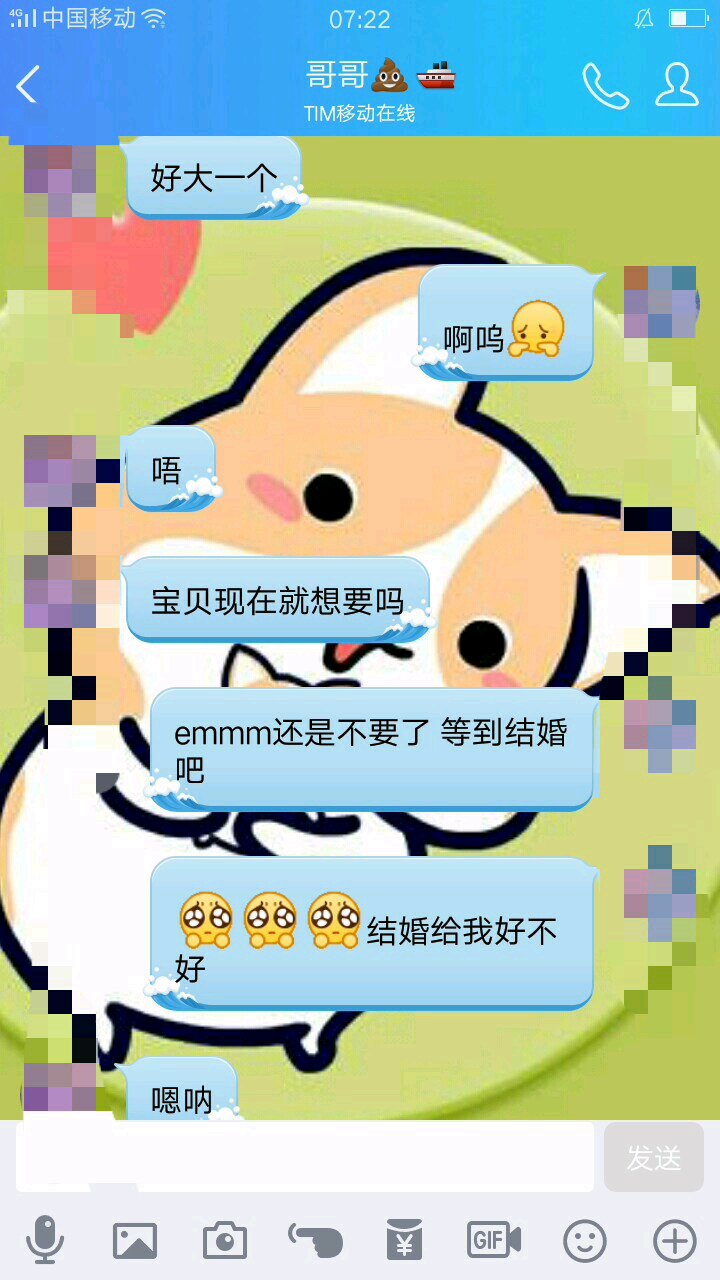 4G 中国移动 07:22
哥哥💩🚢
TIM移动在线
好大一个
啊呜
唔
宝贝现在就想要吗
emmm还是不要了 等到结婚
吧
结婚给我好不
好
嗯呐
发送
¥
GIF